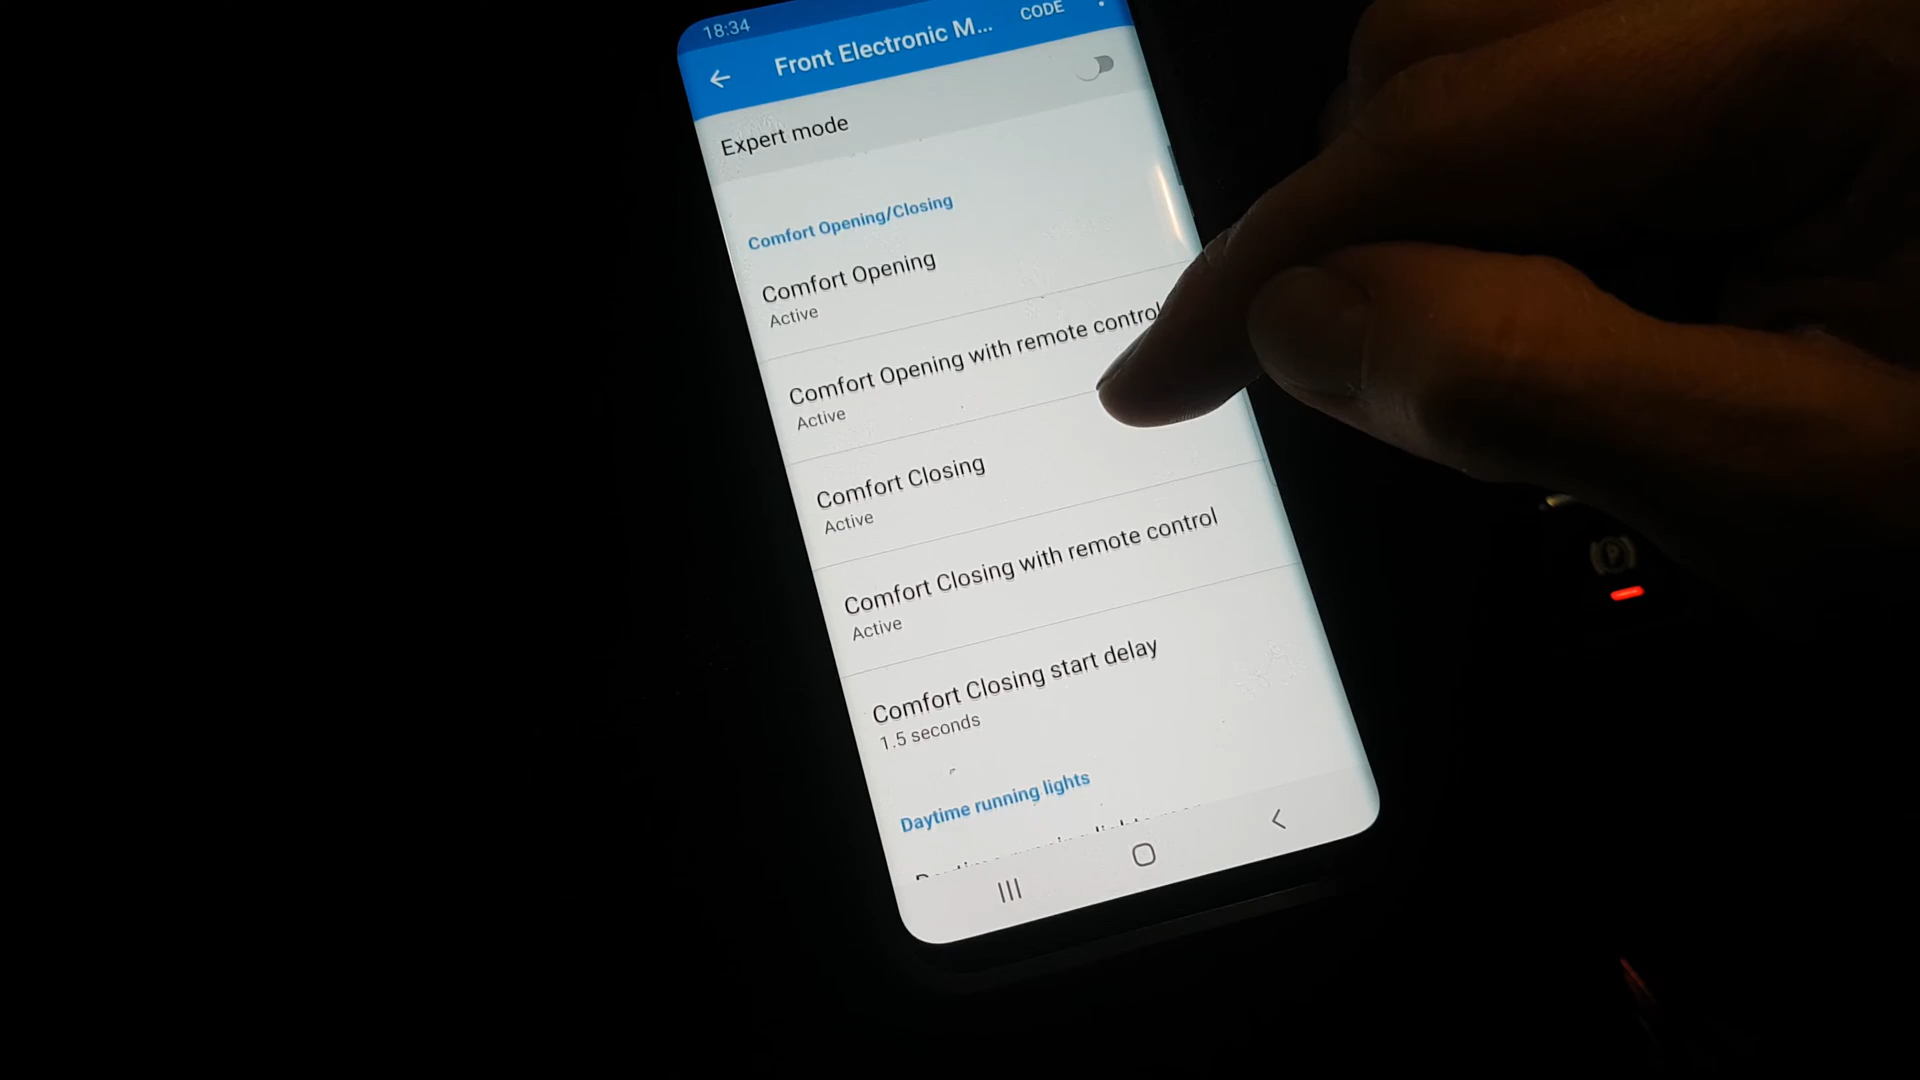 18:34
Front Electronic M...
CODE
Expert mode
Comfort Opening/Closing
Comfort Opening
Active
Comfort Opening with remote control
Active
Comfort Closing
Active
Comfort Closing with remote control
Active
Comfort Closing start delay
1.5 seconds
Daytime running lights
P